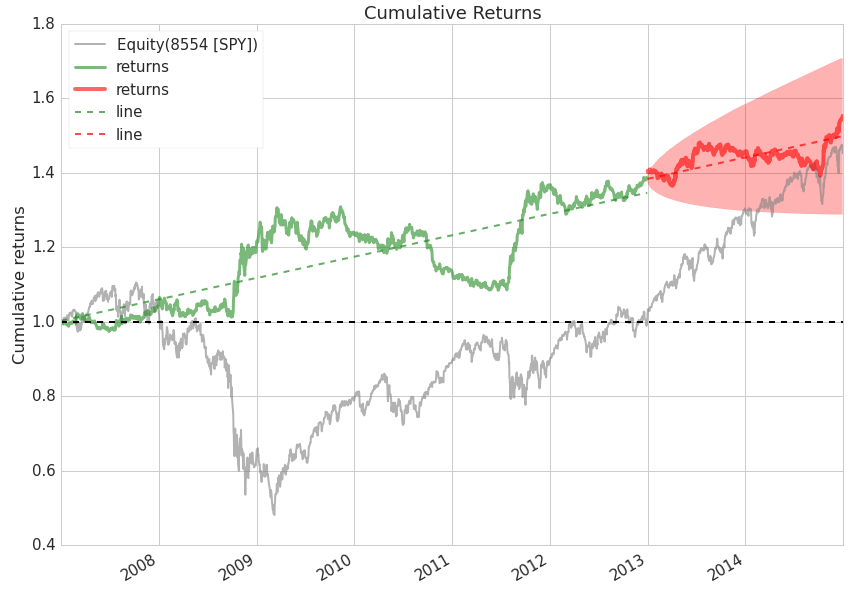 Cumulative Returns
1.8
1.6
1.4
1.2
1.0
0.8
0.6
0.4
Cumulative returns
Equity(8554 [SPY])
returns
returns
line
line
2008
2009
2010
2011
2012
2013
2014